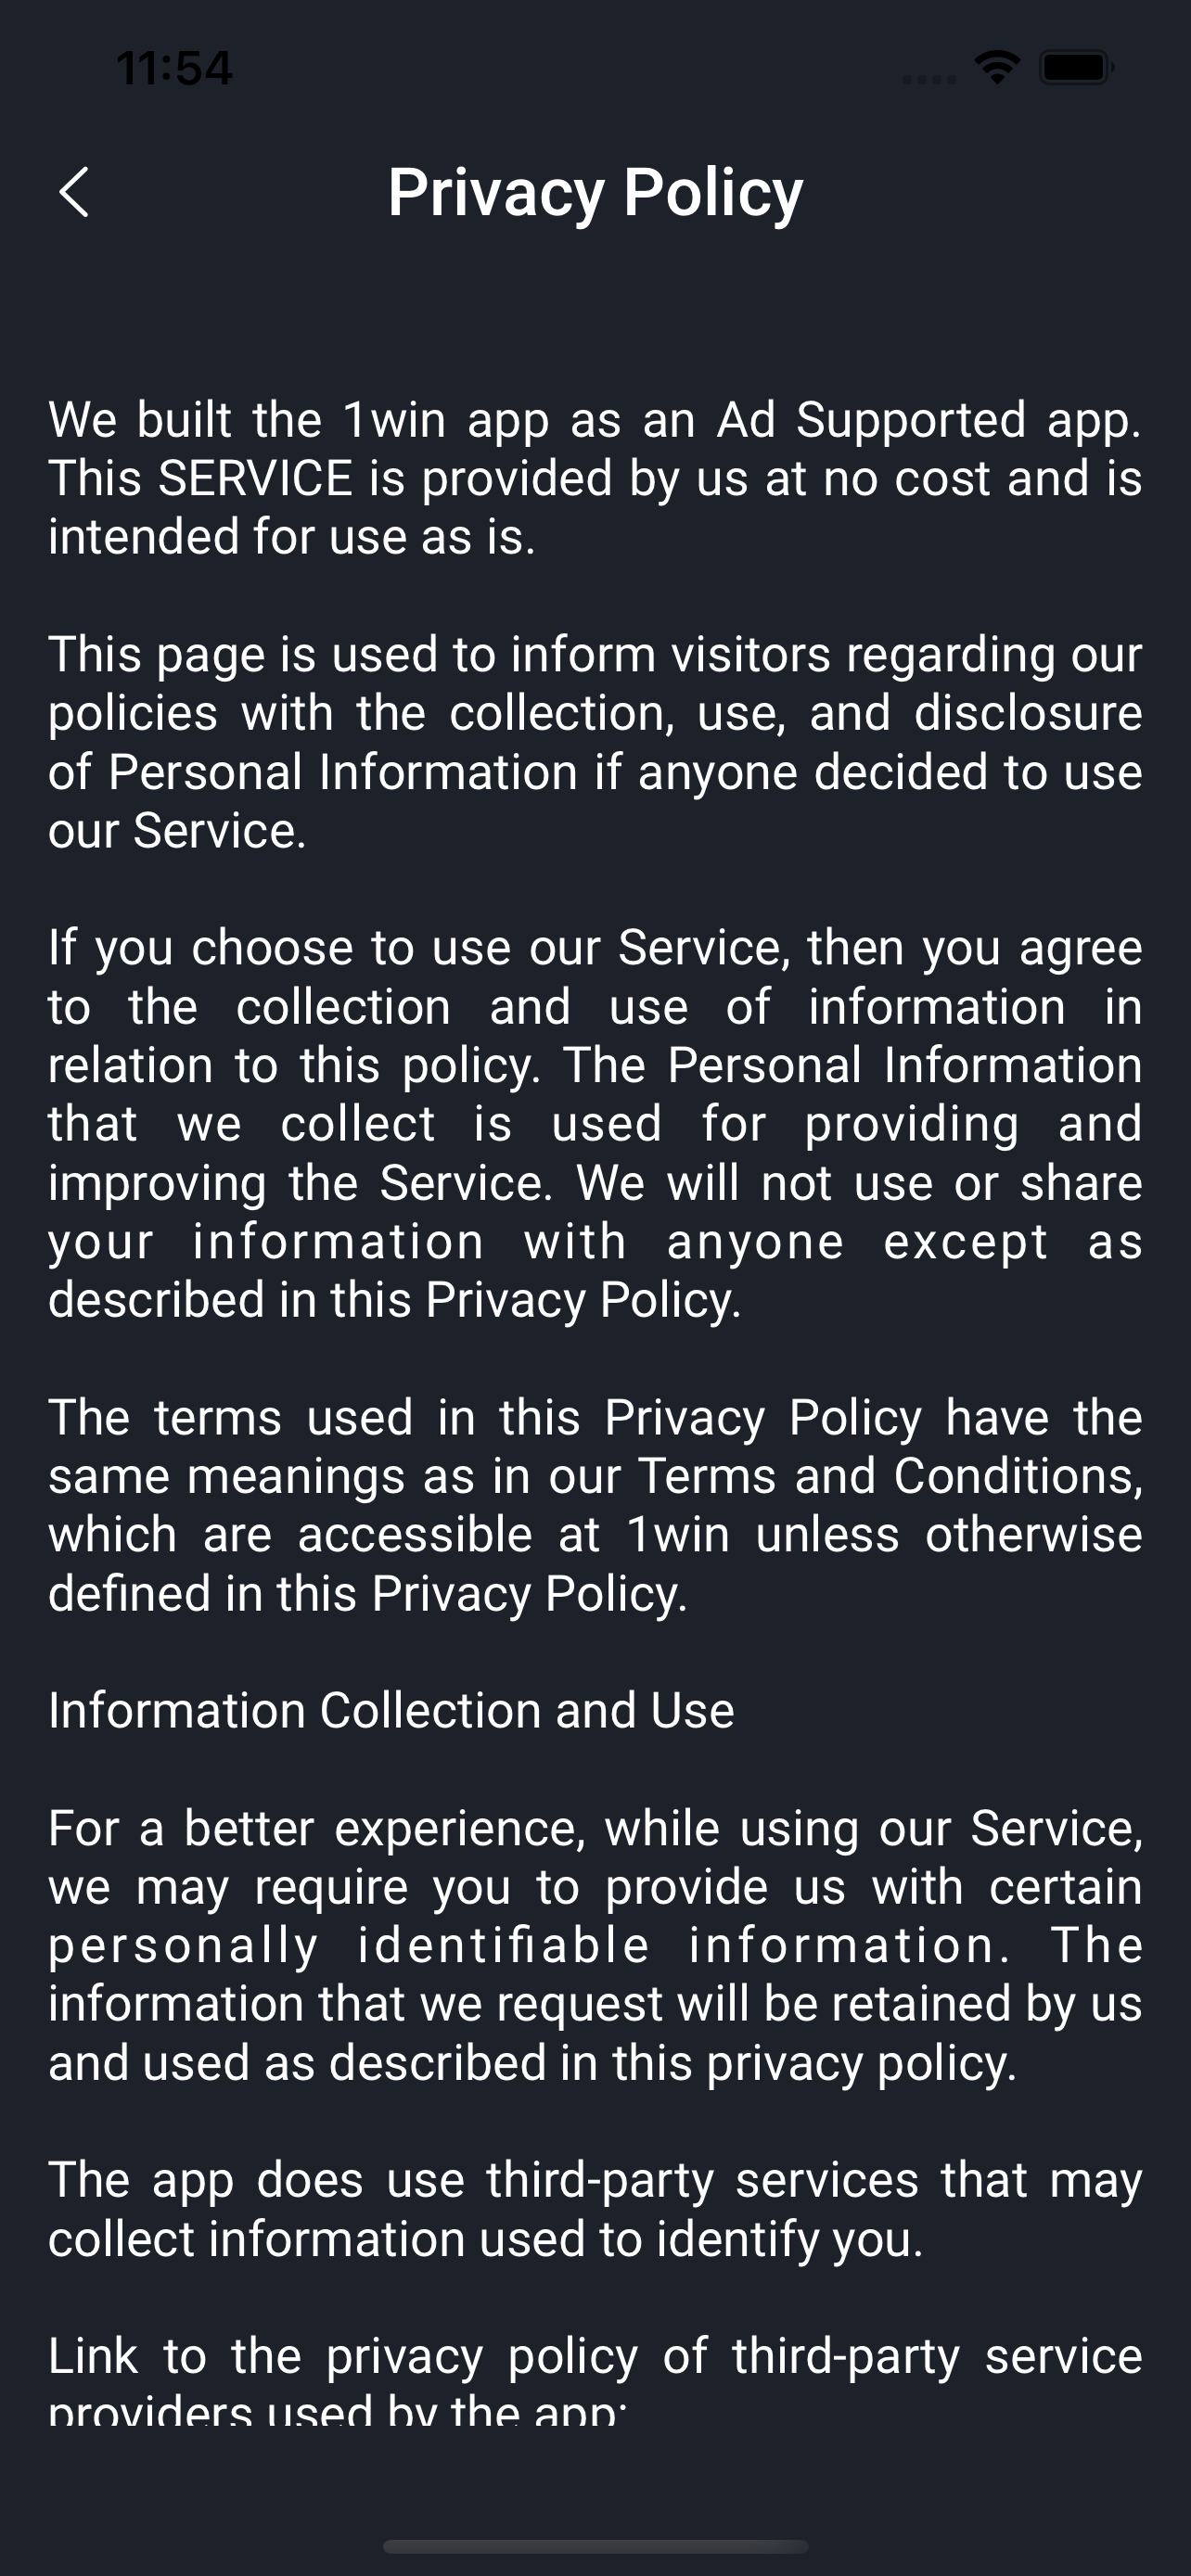 11:54
Privacy Policy
We built the 1win app as an Ad Supported app.
This SERVICE is provided by us at no cost and is
intended for use as is.
This page is used to inform visitors regarding our
policies with the collection, use, and disclosure
of Personal Information if anyone decided to use
our Service.
If you choose to use our Service, then you agree
to the collection and use of information in
relation to this policy. The Personal Information
that we collect is used for providing and
improving the Service. We will not use or share
your information with anyone except as
described in this Privacy Policy.
The terms used in this Privacy Policy have the
same meanings as in our Terms and Conditions,
which are accessible at 1win unless otherwise
defined in this Privacy Policy.
Information Collection and Use
For a better experience, while using our Service,
we may require you to provide us with certain
personally identifiable information. The
information that we request will be retained by us
and used as described in this privacy policy.
The app does use third-party services that may
collect information used to identify you.
Link to the privacy policy of third-party service
providers used by the app: